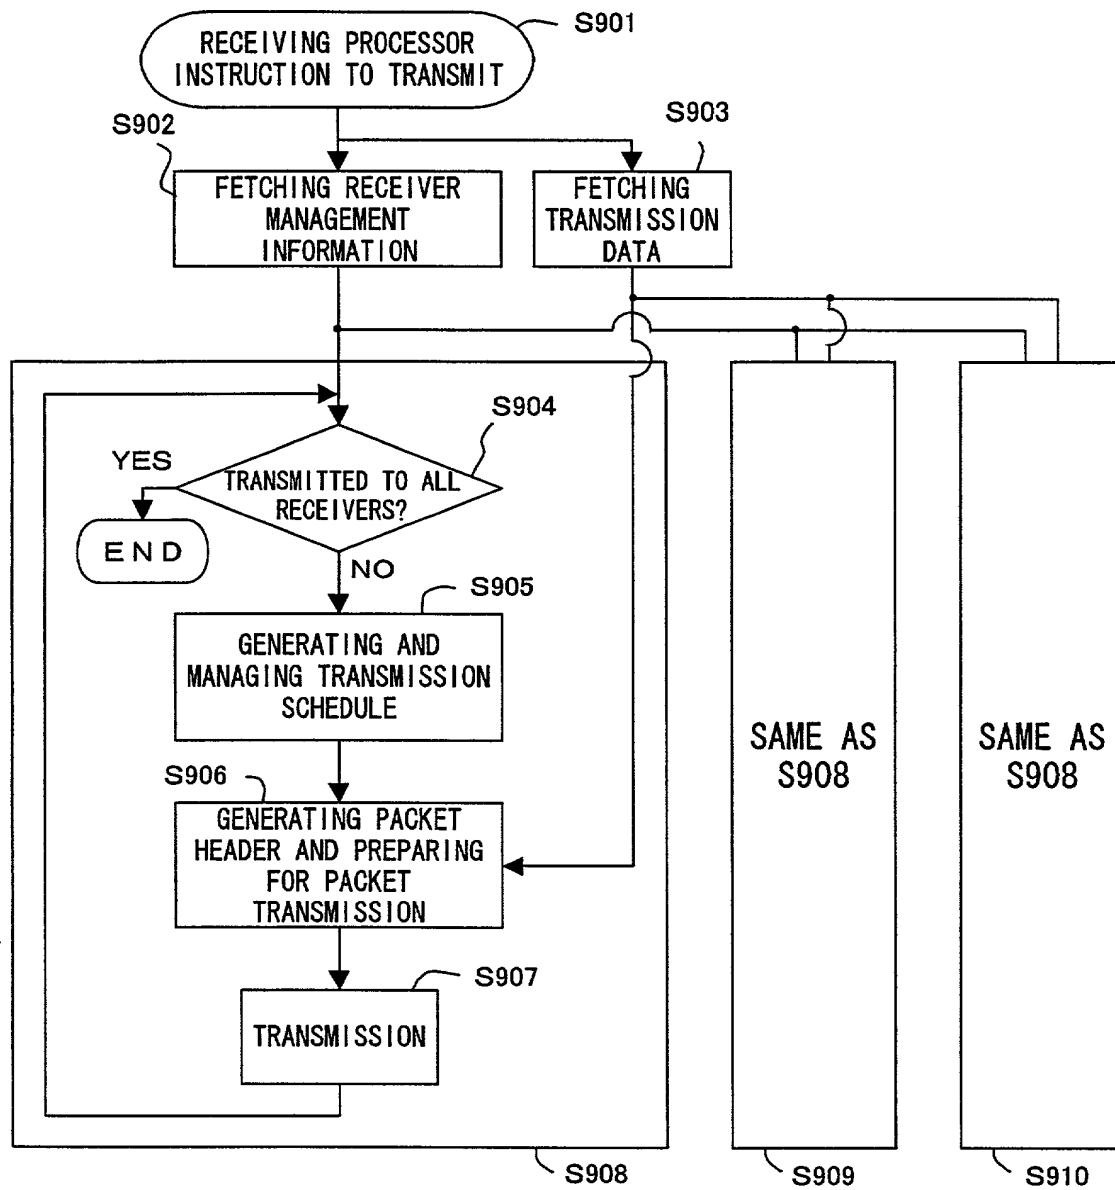 S901
RECEIVING PROCESSOR
INSTRUCTION TO TRANSMIT
S902
S903
FETCHING RECEIVER
MANAGEMENT
INFORMATION
FETCHING
TRANSMISSION
DATA
S904
YES
TRANSMITTED TO ALL
RECEIVERS?
END
NO
S905
GENERATING AND
MANAGING TRANSMISSION
SCHEDULE
SAME AS
S908
SAME AS
S908
S906
GENERATING PACKET
HEADER AND PREPARING
FOR PACKET
TRANSMISSION
S907
TRANSMISSION
S908
S909
S910